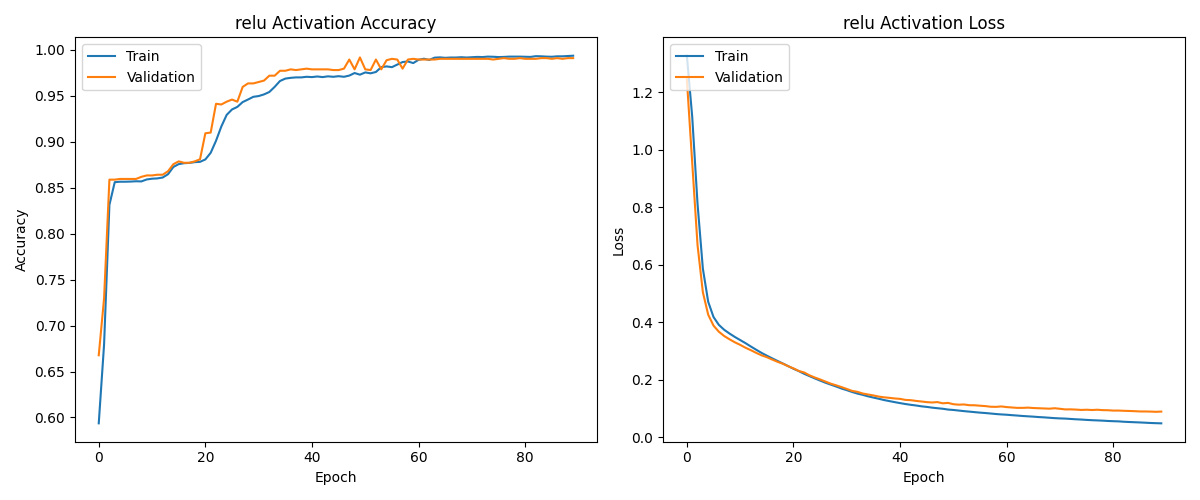 relu Activation Accuracy
Train
Validation
1.00
0.95
0.90
0.85
0.80
0.75
0.70
0.65
0.60
Accuracy
0
20
40
60
80
Epoch
relu Activation Loss
Train
Validation
1.2
1.0
0.8
0.6
0.4
0.2
0.0
Loss
0
20
40
60
80
Epoch